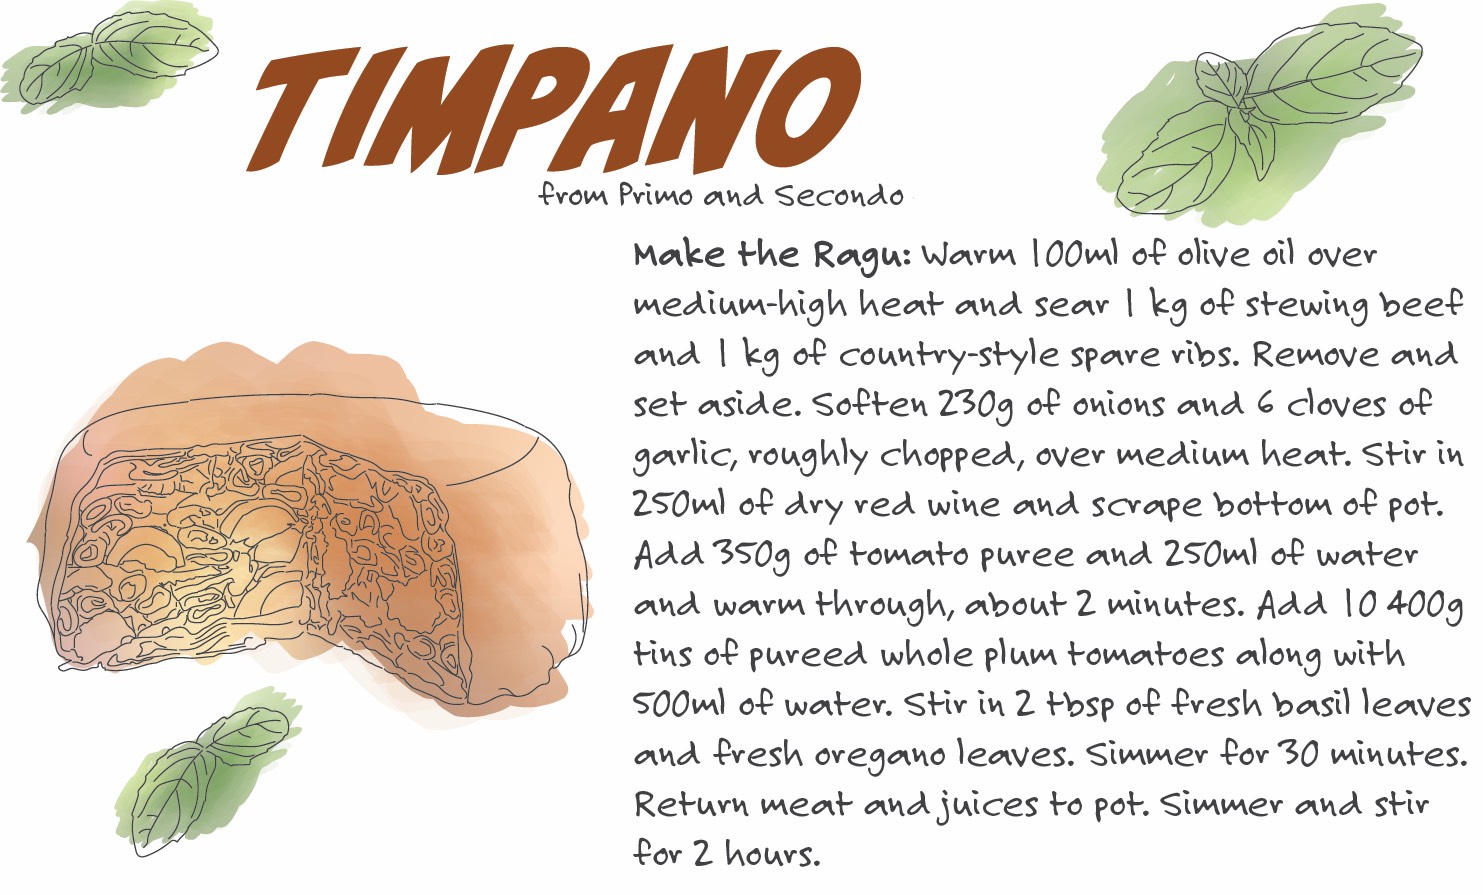 TIMPANO
from Primo and Secondo
Make the Ragu: Warm 100ml of olive oil over
medium-high heat and sear 1 kg of stewing beef
and 1 kg of country-style spare ribs. Remove and
set aside. Soften 230g of onions and 6 cloves of
garlic, roughly chopped, over medium heat. Stir in
250ml of dry red wine and scrape bottom of pot.
Add 350g of tomato puree and 250ml of water
and warm through, about 2 minutes. Add 10 400g
tins of pureed whole plum tomatoes along with
500ml of water. Stir in 2 tbsp of fresh basil leaves
and fresh oregano leaves. Simmer for 30 minutes.
Return meat and juices to pot. Simmer and stir
for 2 hours.